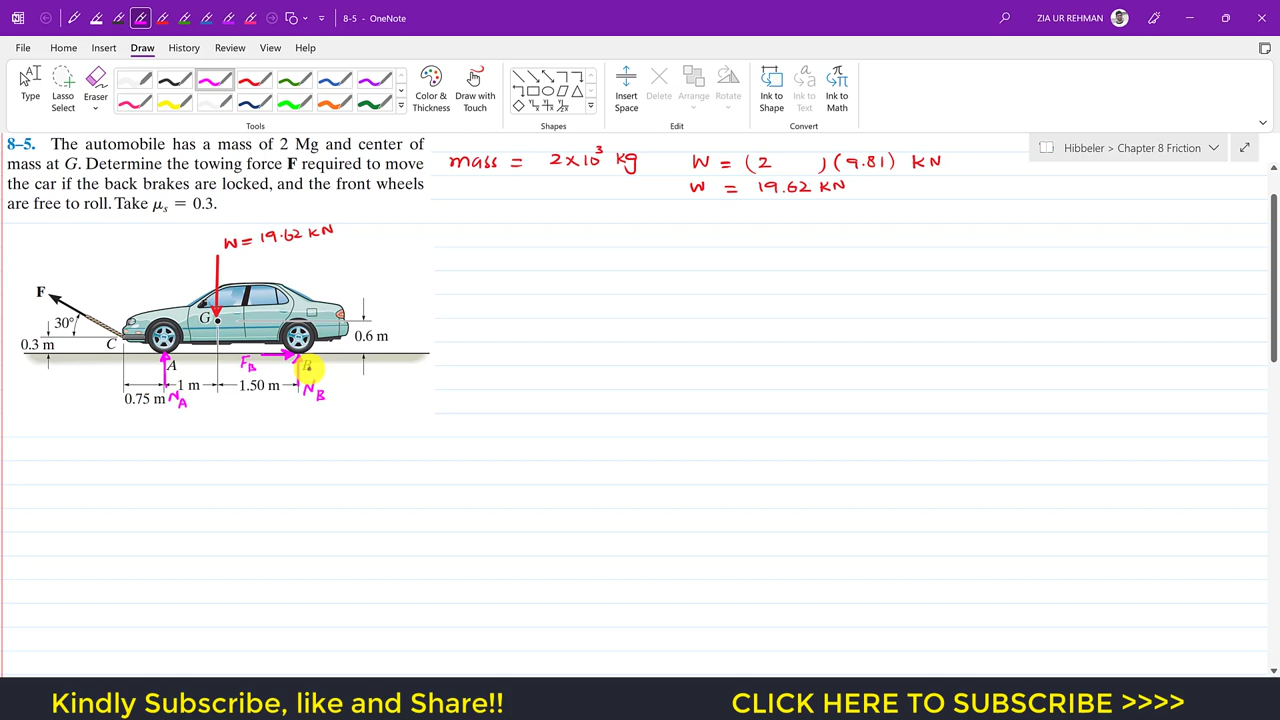 8-5 - OneNote
ZIA UR REHMAN
File Home Insert Draw History Review View Help
Type
Lasso Select
Eraser
Color & Thickness
Draw with Touch
Insert Space
Delete
Arrange
Rotate
Ink to Shape
Ink to Text
Ink to Math
Tools
Shapes
Edit
Convert
Hibbeler > Chapter 8 Friction
8–5. The automobile has a mass of 2 Mg and center of
mass at G. Determine the towing force F required to move
the car if the back brakes are locked, and the front wheels
are free to roll. Take μs = 0.3.
mass = 2×10³ kg
W = (2 )(9.81) KN
W = 19.62 KN
W = 19.62 KN
F
30°
G
0.3 m
C
0.6 m
A
FB
B
1 m
1.50 m
0.75 m
NA
NB
Kindly Subscribe, like and Share!!
CLICK HERE TO SUBSCRIBE >>>>